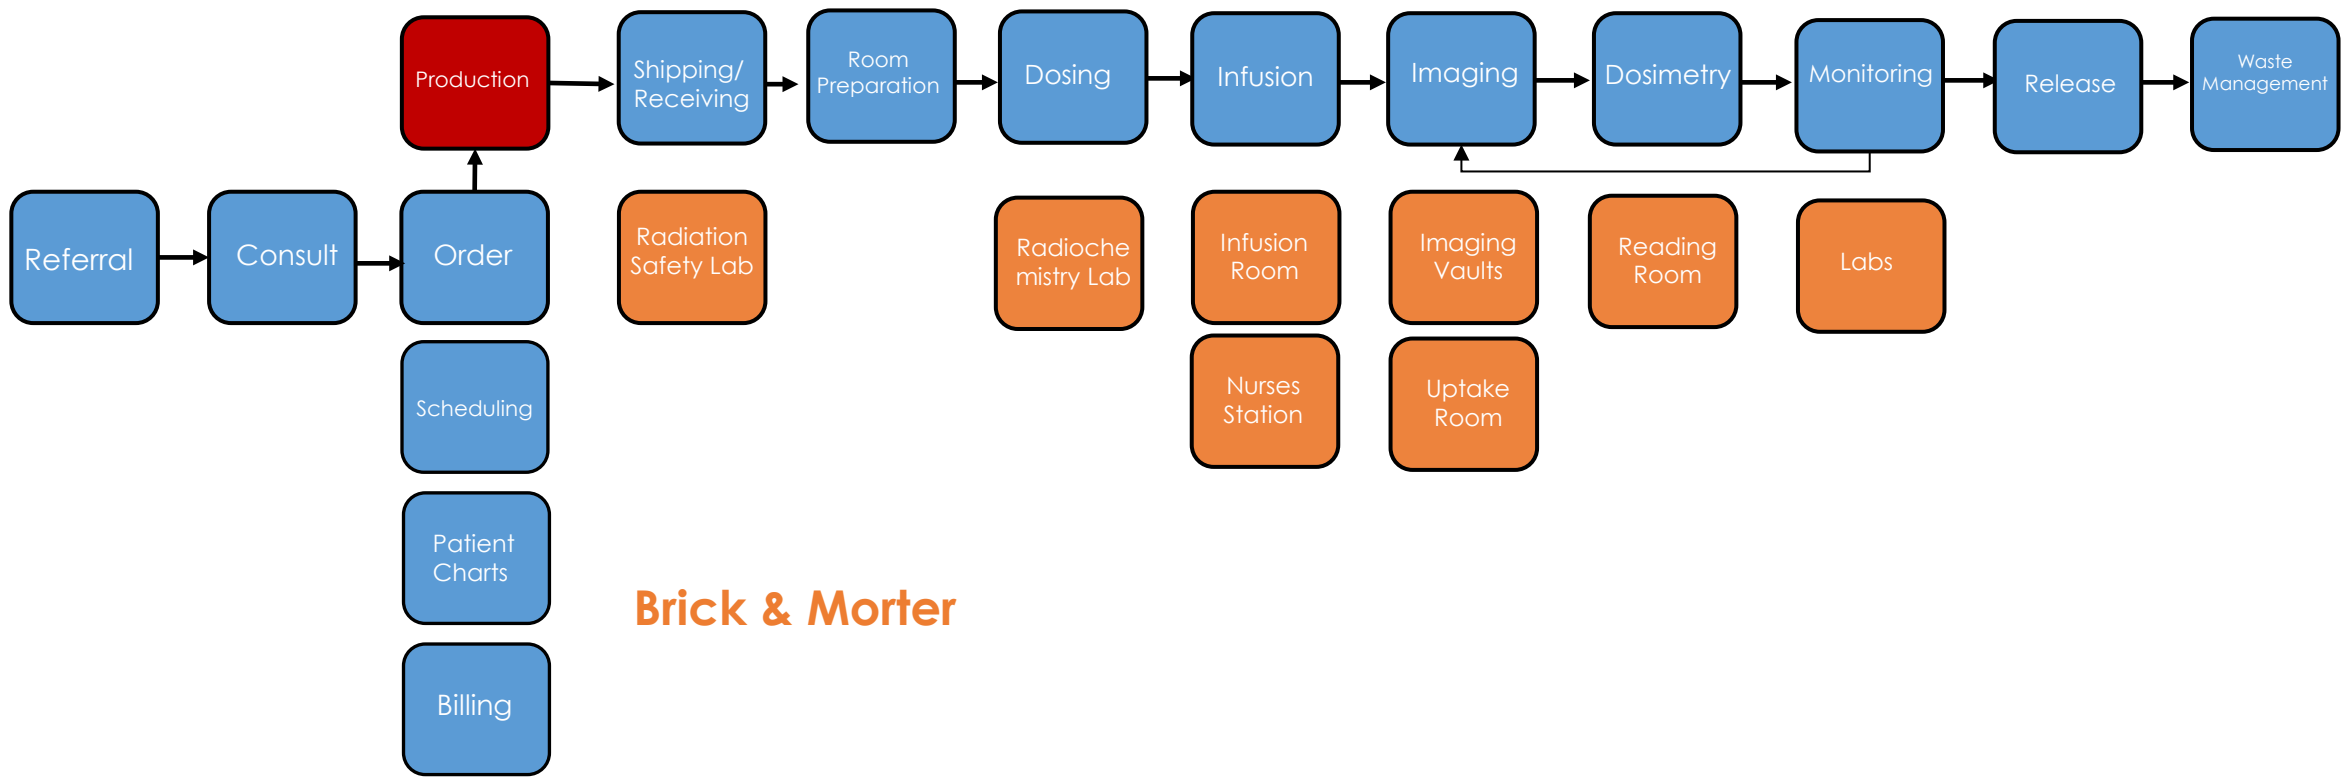 Production
Shipping/
Receiving
Room
Preparation
Dosing
Infusion
Imaging
Dosimetry
Monitoring
Release
Waste
Management
Referral
Consult
Order
Radiation
Safety Lab
Radioche
mistry Lab
Infusion
Room
Imaging
Vaults
Reading
Room
Labs
Scheduling
Nurses
Station
Uptake
Room
Patient
Charts
Brick & Morter
Billing